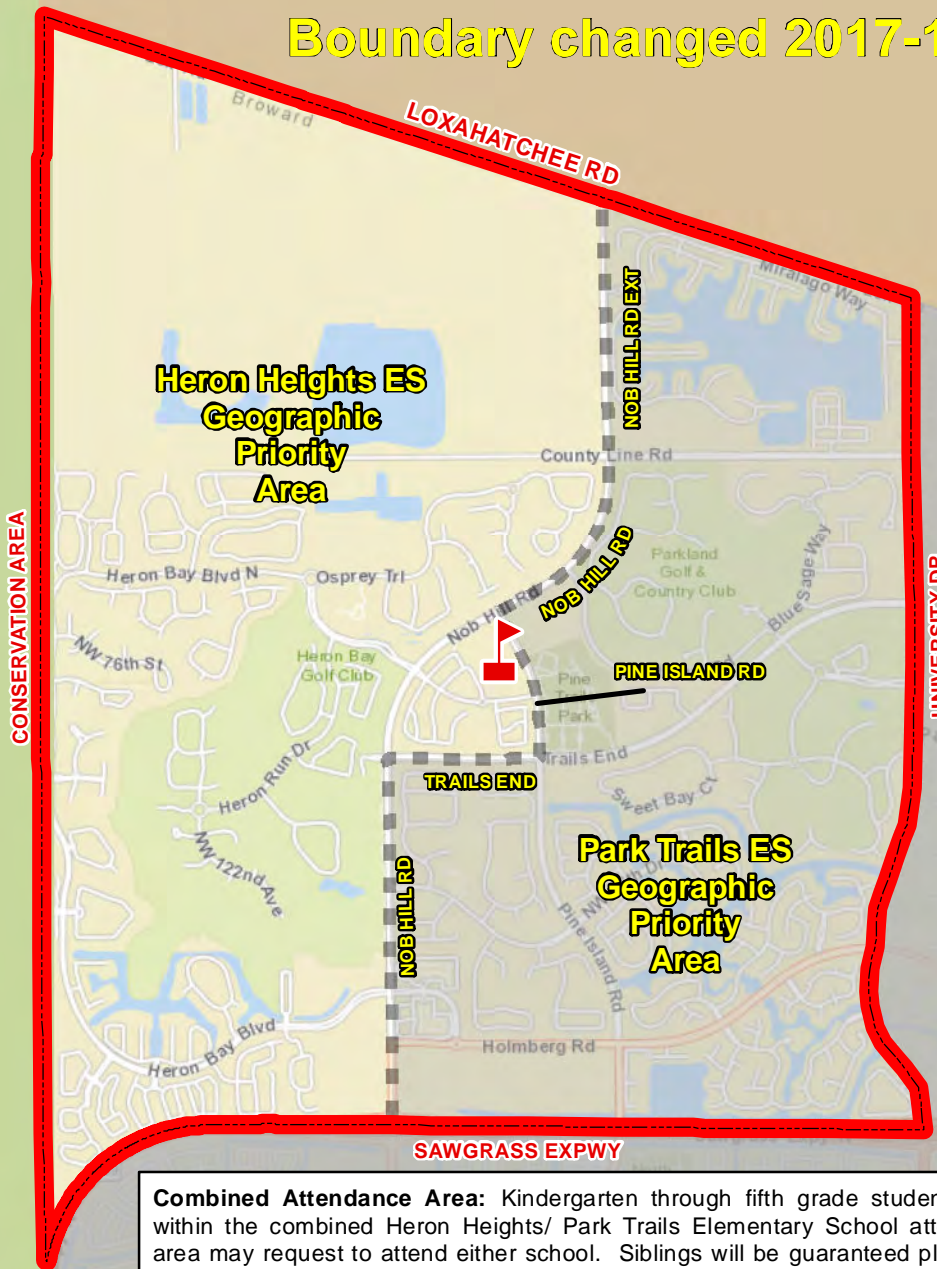 Boundary changed 2017-1
Broward
LOXAHATCHEE RD
Miralago Way
NOB HILL RD EXT
Heron Heights ES
Geographic
Priority
Area
County Line Rd
CONSERVATION AREA
UNIVERSITY DR
Heron Bay Blvd N
Osprey Trl
NOB HILL RD
Nob Hill Rd
Parkland
Golf &
Country Club
Blue Sage Way
NW 76th St
Heron Bay
Golf Club
Pine
Trails
Park
PINE ISLAND RD
Rd
Trails End
TRAILS END
Heron Run Dr
Sweet Bay Ct
NW 122nd Ave
Park Trails ES
Geographic
Priority
Area
NOB HILL RD
Pine Island Rd
Heron Bay Blvd
Holmberg Rd
SAWGRASS EXPWY
Combined Attendance Area: Kindergarten through fifth grade studen
within the combined Heron Heights/ Park Trails Elementary School att
area may request to attend either school. Siblings will be guaranteed pl